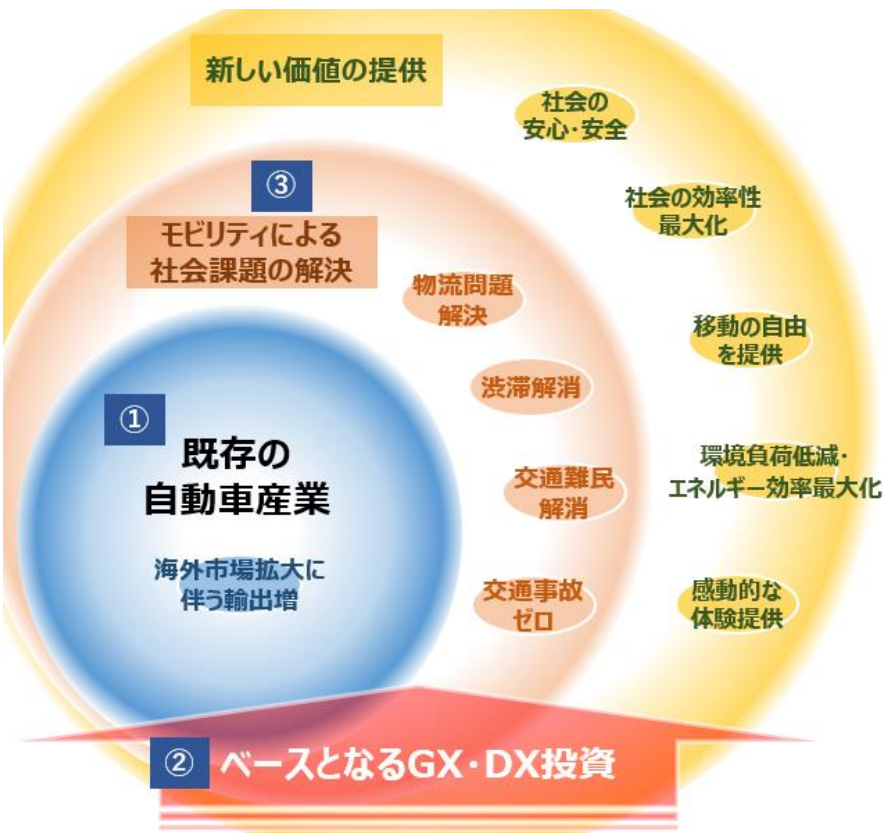 新しい価値の提供
社会の
安心･安全
③
社会の効率性
最大化
モビリティによる
社会課題の解決
物流問題
解決
移動の自由
を提供
渋滞解消
①
既存の
自動車産業
環境負荷低減･
エネルギー効率最大化
交通難民
解消
海外市場拡大に
伴う輸出増
交通事故
ゼロ
感動的な
体験提供
② ベースとなるGX･DX投資